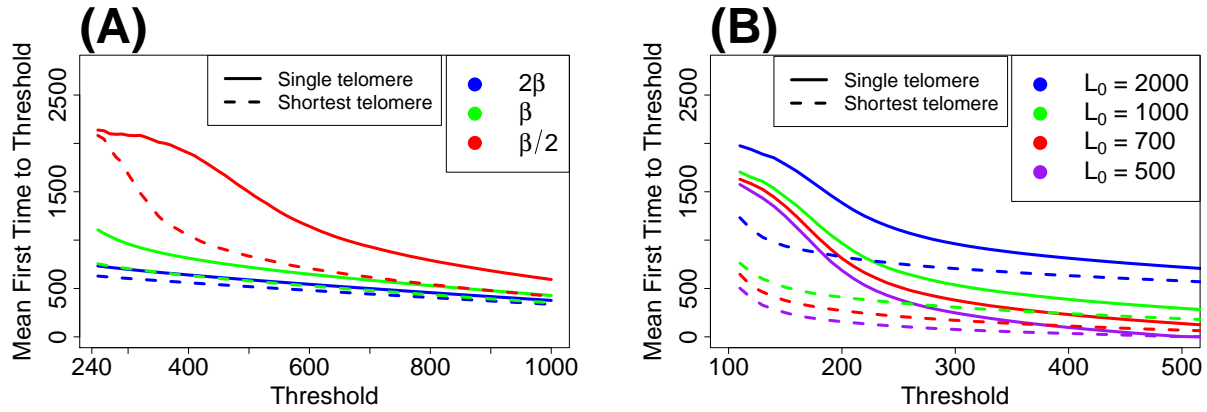 (A)
Mean First Time to Threshold
0
500
1500
2500
Single telomere
Shortest telomere
2β
β
β/2
240
400
600
800
1000
Threshold
(B)
Mean First Time to Threshold
0
500
1500
2500
Single telomere
Shortest telomere
L₀ = 2000
L₀ = 1000
L₀ = 700
L₀ = 500
100
200
300
400
500
Threshold